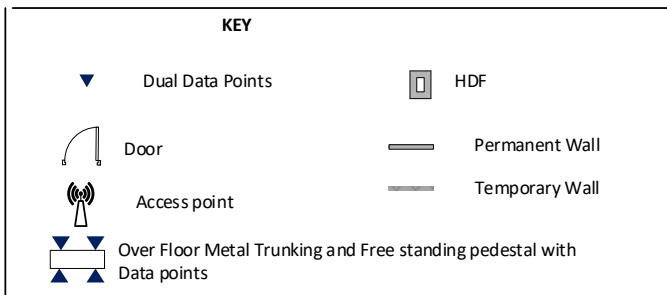 KEY
Dual Data Points
HDF
Door
Permanent Wall
Access point
Temporary Wall
Over Floor Metal Trunking and Free standing pedestal with
Data points